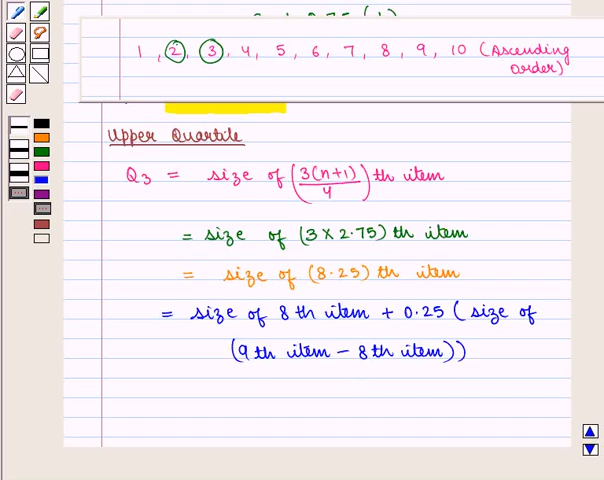 1 , 2 , 3 , 4 , 5 , 6 , 7 , 8 , 9 , 10 (Ascending
Order)
Upper Quartile
Q3 = size of (3(n+1)/4) th item
= size of (3 × 2.75) th item
= size of (8.25) th item
= size of 8 th item + 0.25 ( size of
(9 th item - 8 th item))